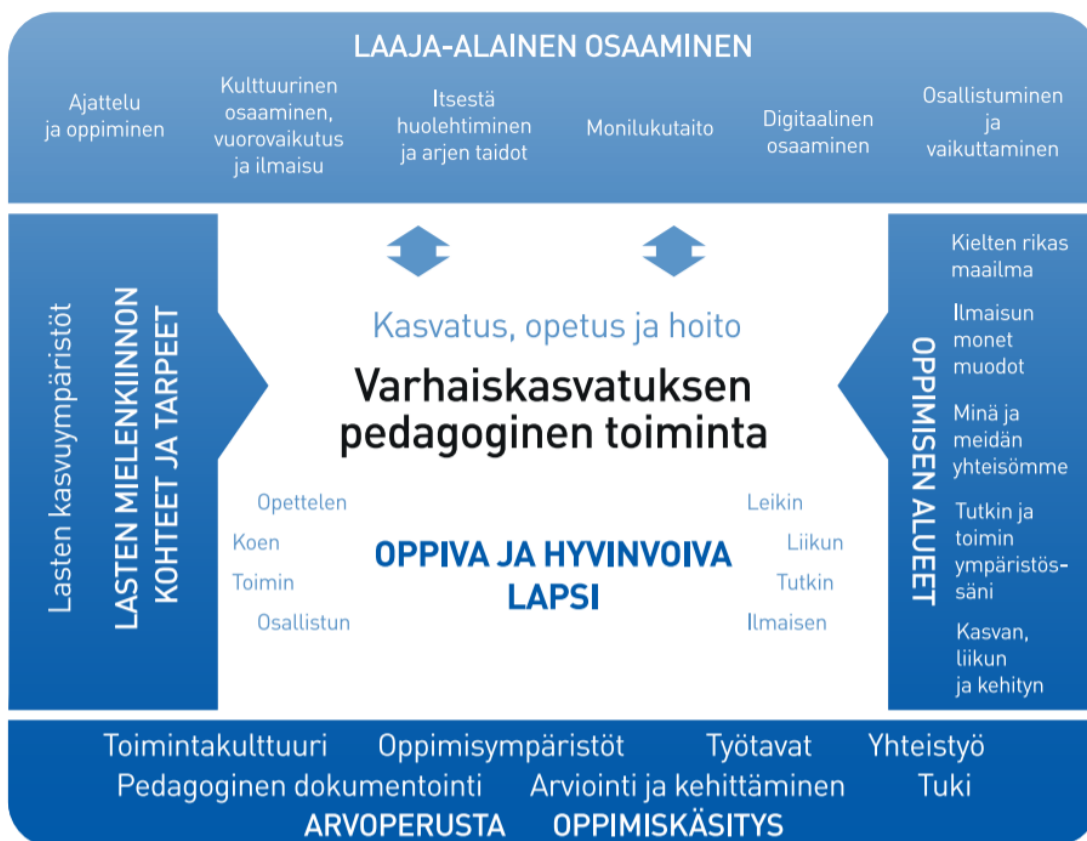 LAAJA-ALAINEN OSAAMINEN
Ajattelu
ja oppiminen
Kulttuurinen
osaaminen,
vuorovaikutus
ja ilmaisu
Itsestä
huolehtiminen
ja arjen taidot
Monilukutaito
Digitaalinen
osaaminen
Osallistuminen
ja
vaikuttaminen
Lasten kasvuympäristöt
LASTEN MIELENKIINNON
KOHTEET JA TARPEET
Kasvatus, opetus ja hoito
Varhaiskasvatuksen
pedagoginen toiminta
Opettelen
Koen
Toimin
Osallistun
OPPIVA JA HYVINVOIVA
LAPSI
Leikin
Liikun
Tutkin
Ilmaisen
OPPIMISEN ALUEET
Kielten rikas
maailma
Ilmaisun
monet
muodot
Minä ja
meidän
yhteisömme
Tutkin ja
toimin
ympäristös-
säni
Kasvan,
liikun
ja kehityn
Toimintakulttuuri Oppimisympäristöt Työtavat Yhteistyö
Pedagoginen dokumentointi Arviointi ja kehittäminen Tuki
ARVOPERUSTA OPPIMISKÄSITYS